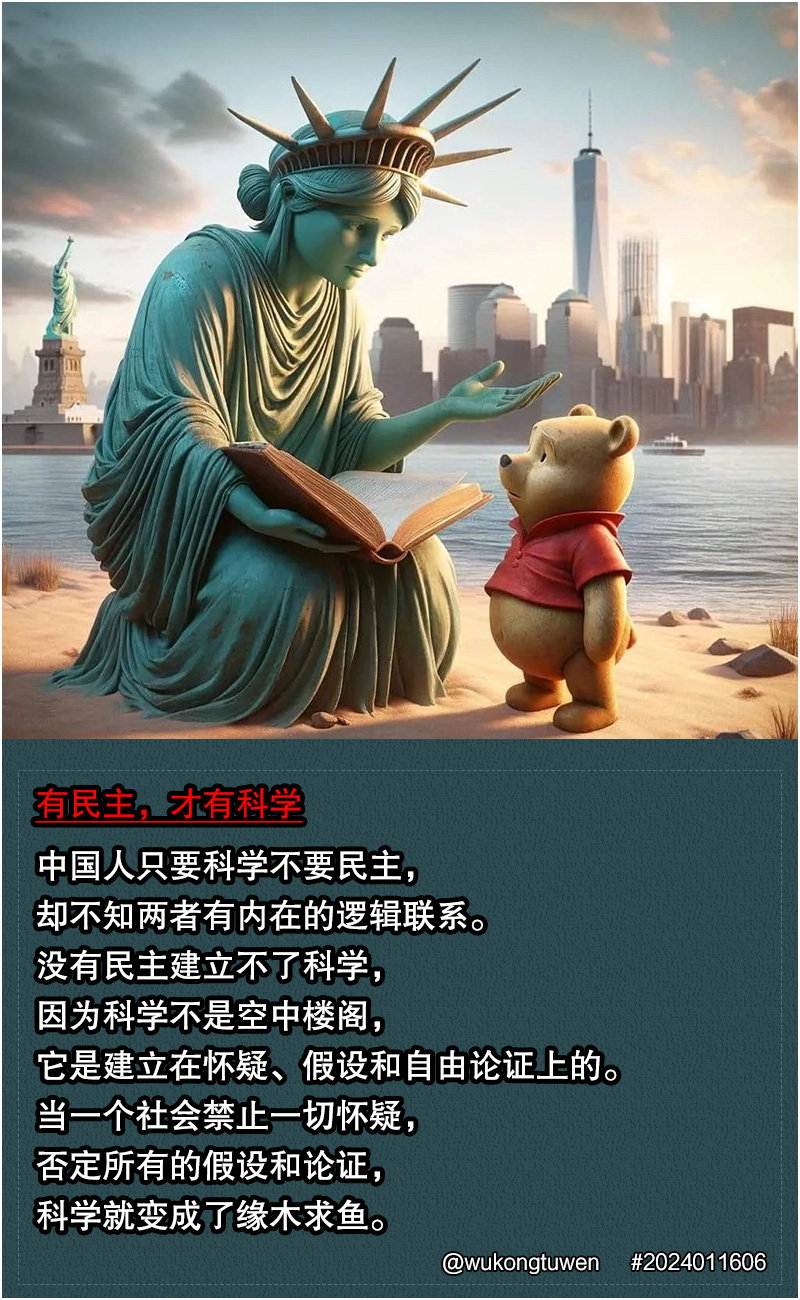 有民主，才有科学
中国人只要科学不要民主，
却不知两者有内在的逻辑联系。
没有民主建立不了科学，
因为科学不是空中楼阁，
它是建立在怀疑、假设和自由论证上的。
当一个社会禁止一切怀疑，
否定所有的假设和论证，
科学就变成了缘木求鱼。
@wukongtuwen #2024011606